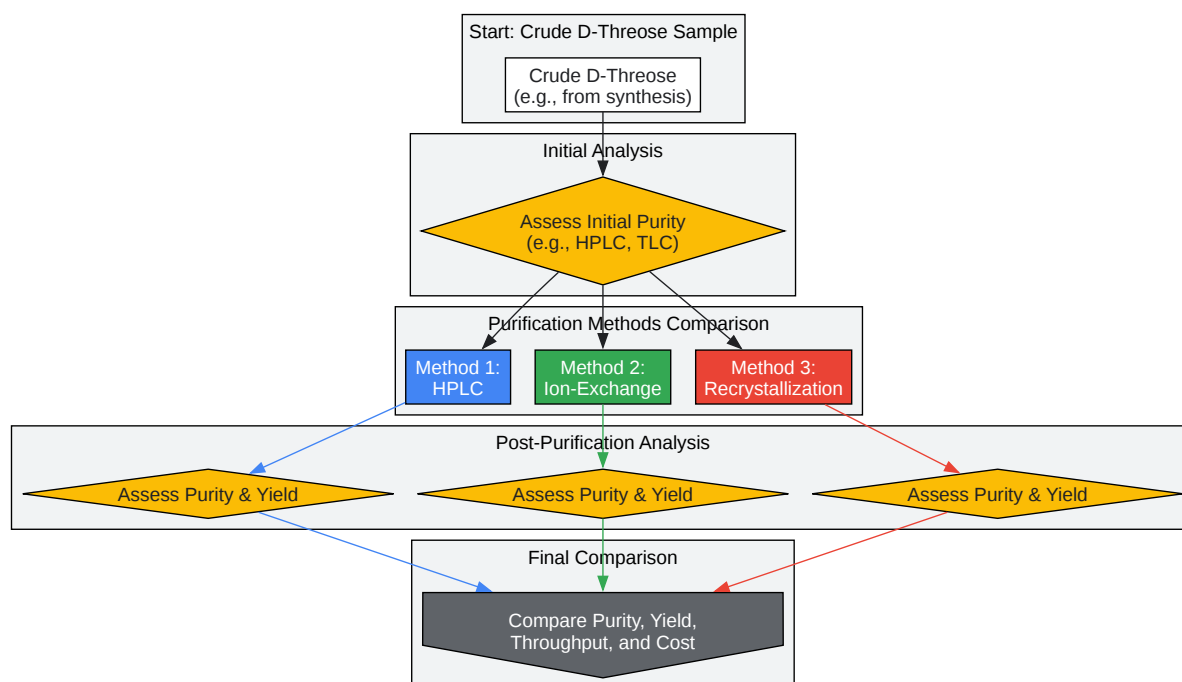 Start: Crude D-Threose Sample
Crude D-Threose
(e.g., from synthesis)
Initial Analysis
Assess Initial Purity
(e.g., HPLC, TLC)
Purification Methods Comparison
Method 1:
HPLC
Method 2:
Ion-Exchange
Method 3:
Recrystallization
Post-Purification Analysis
Assess Purity & Yield
Assess Purity & Yield
Assess Purity & Yield
Final Comparison
Compare Purity, Yield,
Throughput, and Cost